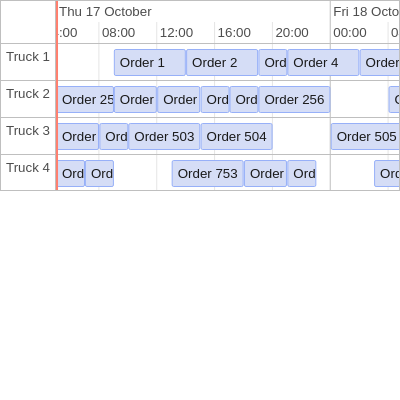 Thu 17 October Fri 18 Octo
:00 08:00 12:00 16:00 20:00 00:00 0
Truck 1 Order 1 Order 2 Ord Order 4 Order
Truck 2 Order 25 Order Order Ord Ord Order 256
Truck 3 Order Ord Order 503 Order 504 Order 505
Truck 4 Ord Ord Order 753 Order Ord Ord